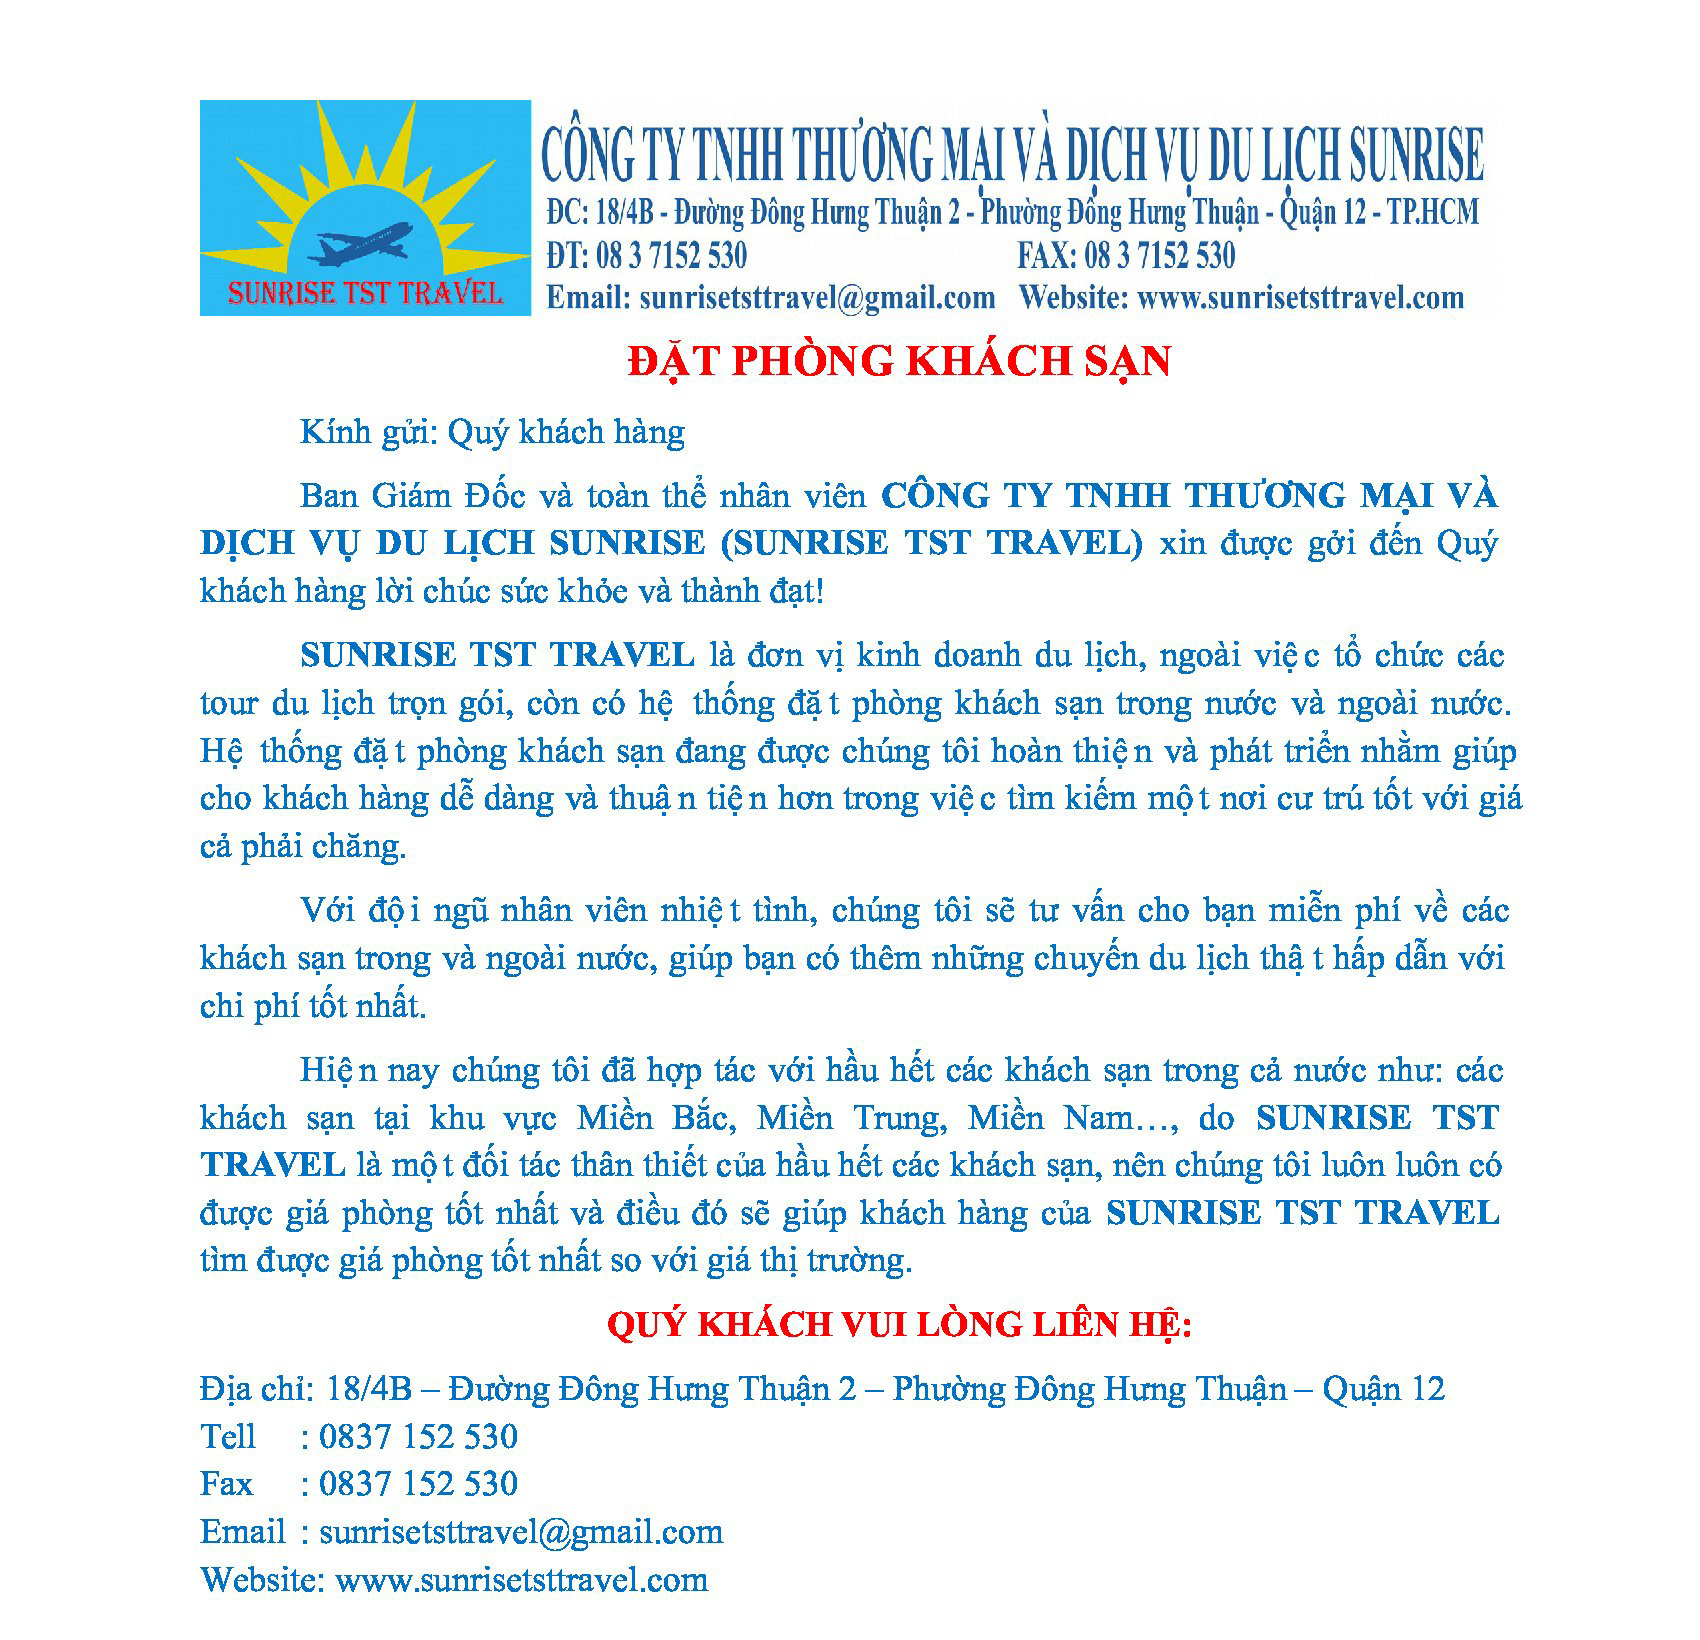 SUNRISE TST TRAVEL
CÔNG TY TNHH THƯƠNG MẠI VÀ DỊCH VỤ DU LỊCH SUNRISE
ĐC: 18/4B - Đường Đông Hưng Thuận 2 - Phường Đông Hưng Thuận - Quận 12 - TP.HCM
ĐT: 08 3 7152 530 FAX: 08 3 7152 530
Email: sunrisetsttravel@gmail.com Website: www.sunrisetsttravel.com
ĐẶT PHÒNG KHÁCH SẠN
Kính gửi: Quý khách hàng
Ban Giám Đốc và toàn thể nhân viên CÔNG TY TNHH THƯƠNG MẠI VÀ
DỊCH VỤ DU LỊCH SUNRISE (SUNRISE TST TRAVEL) xin được gởi đến Quý
khách hàng lời chúc sức khỏe và thành đạt!
SUNRISE TST TRAVEL là đơn vị kinh doanh du lịch, ngoài việc tổ chức các
tour du lịch trọn gói, còn có hệ thống đặt phòng khách sạn trong nước và ngoài nước.
Hệ thống đặt phòng khách sạn đang được chúng tôi hoàn thiện và phát triển nhằm giúp
cho khách hàng dễ dàng và thuận tiện hơn trong việc tìm kiếm một nơi cư trú tốt với giá
cả phải chăng.
Với đội ngũ nhân viên nhiệt tình, chúng tôi sẽ tư vấn cho bạn miễn phí về các
khách sạn trong và ngoài nước, giúp bạn có thêm những chuyến du lịch thật hấp dẫn với
chi phí tốt nhất.
Hiện nay chúng tôi đã hợp tác với hầu hết các khách sạn trong cả nước như: các
khách sạn tại khu vực Miền Bắc, Miền Trung, Miền Nam…, do SUNRISE TST
TRAVEL là một đối tác thân thiết của hầu hết các khách sạn, nên chúng tôi luôn luôn có
được giá phòng tốt nhất và điều đó sẽ giúp khách hàng của SUNRISE TST TRAVEL
tìm được giá phòng tốt nhất so với giá thị trường.
QUÝ KHÁCH VUI LÒNG LIÊN HỆ:
Địa chỉ: 18/4B – Đường Đông Hưng Thuận 2 – Phường Đông Hưng Thuận – Quận 12
Tell : 0837 152 530
Fax : 0837 152 530
Email : sunrisetsttravel@gmail.com
Website: www.sunrisetsttravel.com